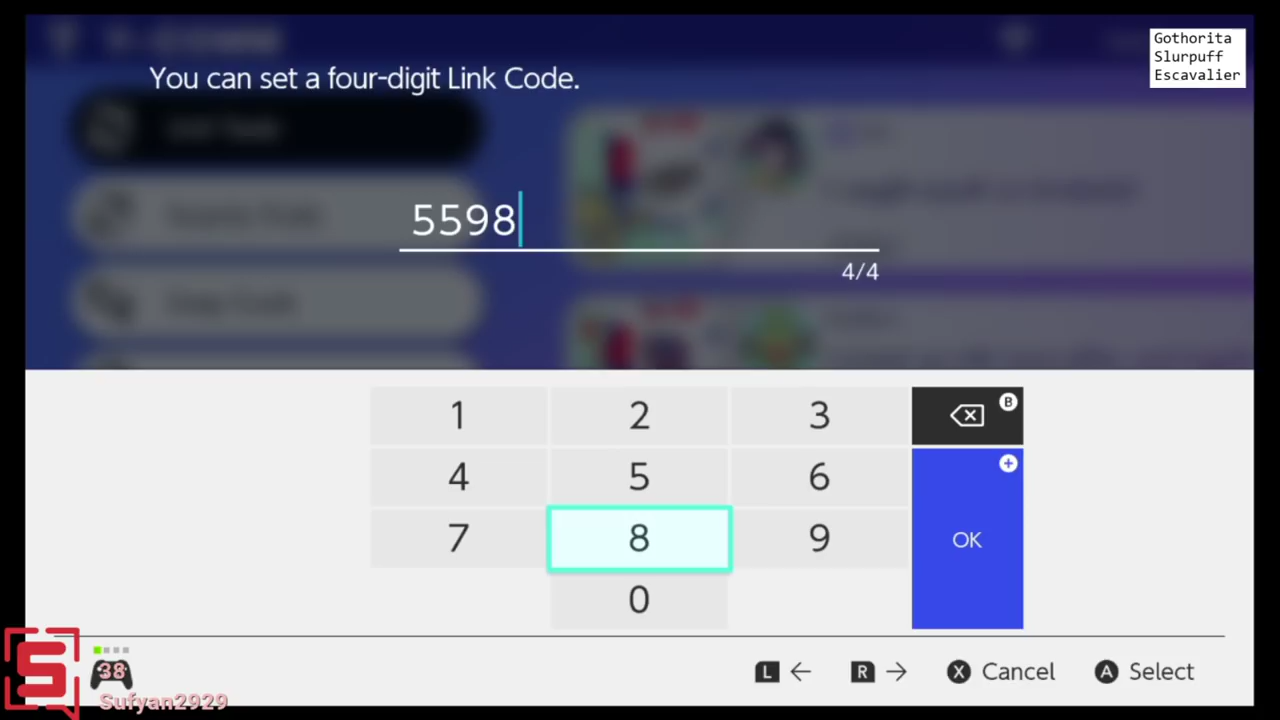 Gothorita
Slurpuff
Escavalier
You can set a four-digit Link Code.
5598
4/4
1 2 3 B
4 5 6 +
7 8 9 OK
0
S
38
Sufyan2929
L ← R → X Cancel A Select